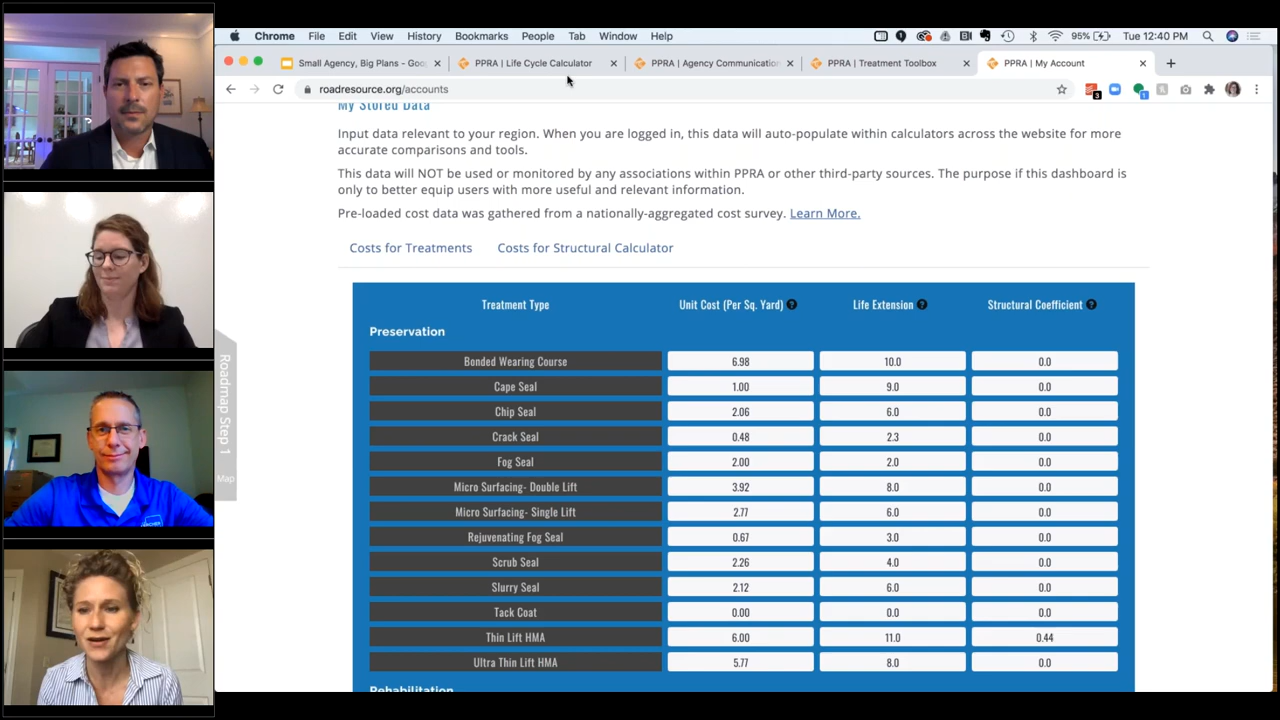 Chrome File Edit View History Bookmarks People Tab Window Help
95% Tue 12:40 PM
Small Agency, Big Plans - Goo
PPRA | Life Cycle Calculator
PPRA | Agency Communication
PPRA | Treatment Toolbox
PPRA | My Account
roadresource.org/accounts
3
1
My Stored Data
Input data relevant to your region. When you are logged in, this data will auto-populate within calculators across the website for more
accurate comparisons and tools.
This data will NOT be used or monitored by any associations within PPRA or other third-party sources. The purpose if this dashboard is
only to better equip users with more useful and relevant information.
Pre-loaded cost data was gathered from a nationally-aggregated cost survey. Learn More.
Costs for Treatments Costs for Structural Calculator
Treatment Type Unit Cost (Per Sq. Yard) ? Life Extension ? Structural Coefficient ?
Preservation
Bonded Wearing Course 6.98 10.0 0.0
Cape Seal 1.00 9.0 0.0
Chip Seal 2.06 6.0 0.0
Crack Seal 0.48 2.3 0.0
Fog Seal 2.00 2.0 0.0
Micro Surfacing- Double Lift 3.92 8.0 0.0
Micro Surfacing- Single Lift 2.77 6.0 0.0
Rejuvenating Fog Seal 0.67 3.0 0.0
Scrub Seal 2.26 4.0 0.0
Slurry Seal 2.12 6.0 0.0
Tack Coat 0.00 0.0 0.0
Thin Lift HMA 6.00 11.0 0.44
Ultra Thin Lift HMA 5.77 8.0 0.0
Rehabilitation
Roadmap Step 1
Map